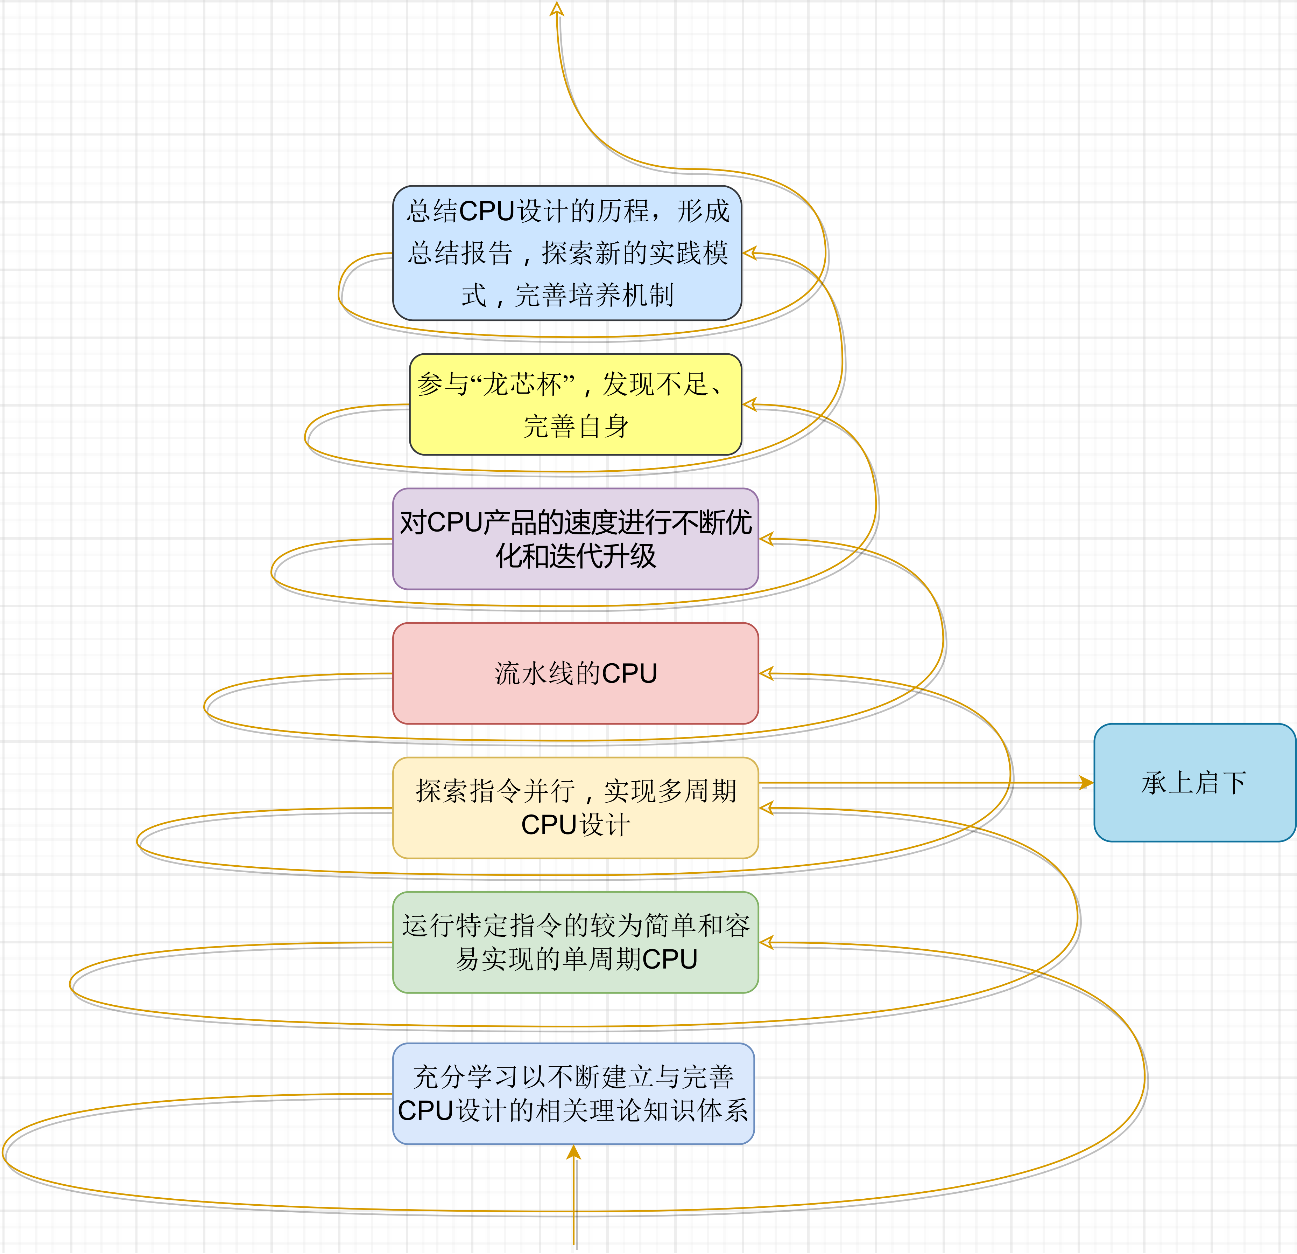 总结CPU设计的历程，形成
总结报告，探索新的实践模
式，完善培养机制
参与“龙芯杯”，发现不足、
完善自身
对CPU产品的速度进行不断优
化和迭代升级
流水线的CPU
探索指令并行，实现多周期
CPU设计
承上启下
运行特定指令的较为简单和容
易实现的单周期CPU
充分学习以不断建立与完善
CPU设计的相关理论知识体系